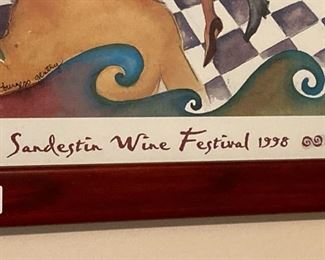 Sandestin Wine Festival 1998